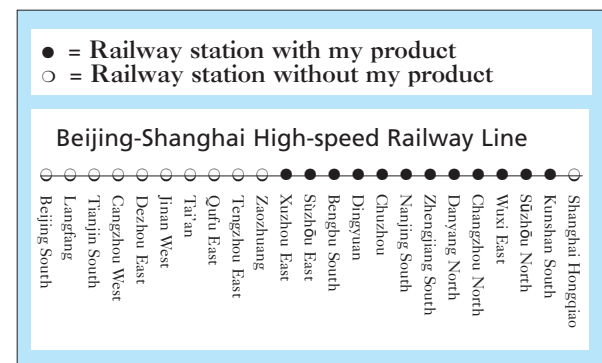 ● = Railway station with my product
○ = Railway station without my product
Beijing-Shanghai High-speed Railway Line
Beijing South
Langfang
Tianjin South
Cangzhou West
Dezhou East
Jinan West
Tai'an
Qufu East
Tengzhou East
Zaozhuang
Xuzhou East
Sùzhōu East
Bengbu South
Dingyuan
Chuzhou
Nanjing South
Zhengjiang South
Danyang North
Changzhou North
Wuxi East
Sūzhōu North
Kunshan South
Shanghai Hongqiao